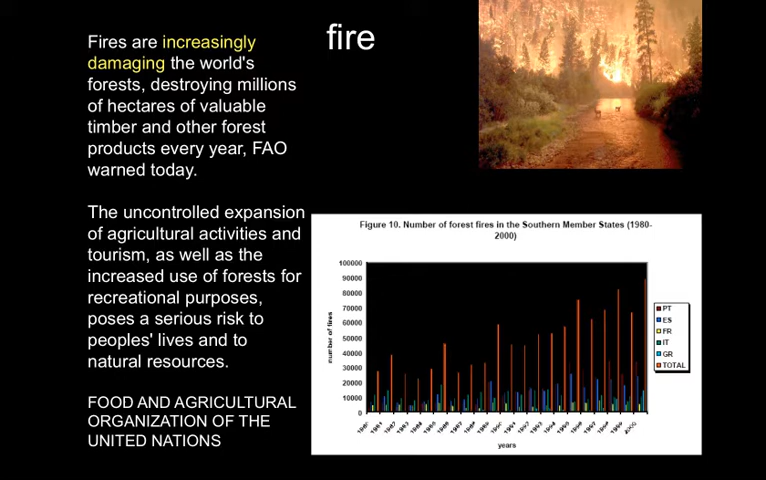 fire
Fires are increasingly
damaging the world's
forests, destroying millions
of hectares of valuable
timber and other forest
products every year, FAO
warned today.
The uncontrolled expansion
of agricultural activities and
tourism, as well as the
increased use of forests for
recreational purposes,
poses a serious risk to
peoples' lives and to
natural resources.
FOOD AND AGRICULTURAL
ORGANIZATION OF THE
UNITED NATIONS
Figure 10. Number of forest fires in the Southern Member States (1980-
2000)
number of fires
100000
90000
80000
70000
60000
50000
40000
30000
20000
10000
0
years
PT
ES
FR
IT
GR
TOTAL